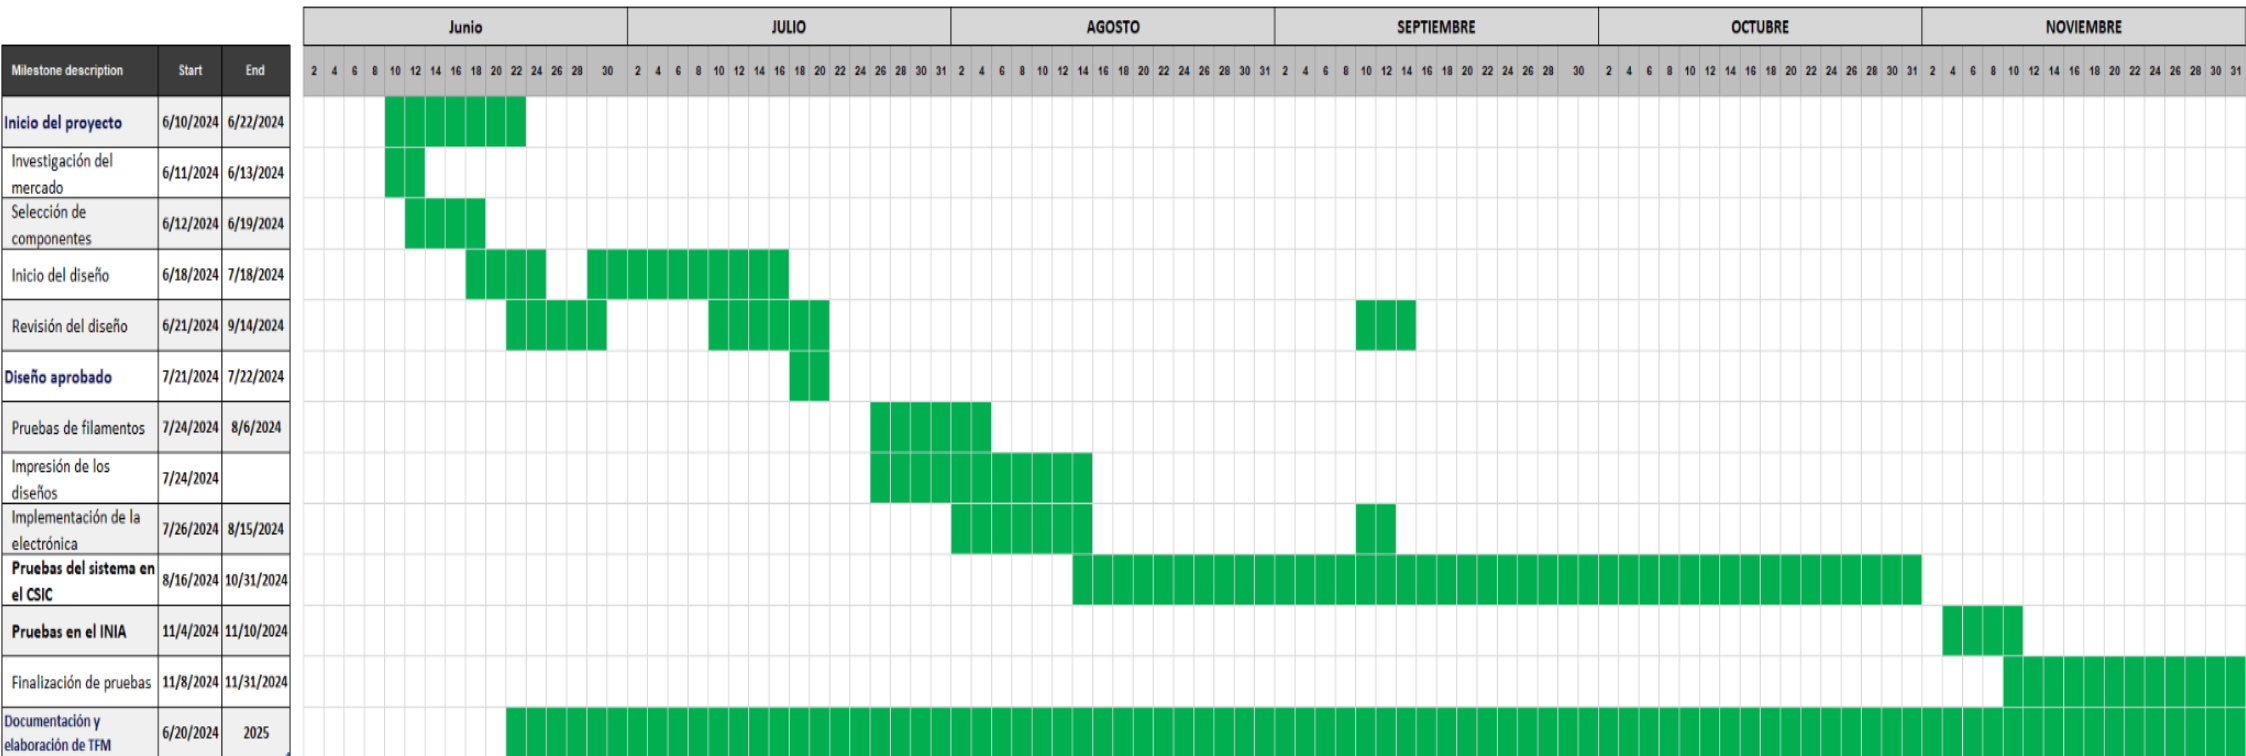 Junio JULIO AGOSTO SEPTIEMBRE OCTUBRE NOVIEMBRE
Milestone description Start End 2 4 6 8 10 12 14 16 18 20 22 24 26 28 30 2 4 6 8 10 12 14 16 18 20 22 24 26 28 30 31 2 4 6 8 10 12 14 16 18 20 22 24 26 28 30 31 2 4 6 8 10 12 14 16 18 20 22 24 26 28 30 2 4 6 8 10 12 14 16 18 20 22 24 26 28 30 31 2 4 6 8 10 12 14 16 18 20 22 24 26 28 30 31
Inicio del proyecto 6/10/2024 6/22/2024
Investigación del
mercado 6/11/2024 6/13/2024
Selección de
componentes 6/12/2024 6/19/2024
Inicio del diseño 6/18/2024 7/18/2024
Revisión del diseño 6/21/2024 9/14/2024
Diseño aprobado 7/21/2024 7/22/2024
Pruebas de filamentos 7/24/2024 8/6/2024
Impresión de los
diseños 7/24/2024
Implementación de la
electrónica 7/26/2024 8/15/2024
Pruebas del sistema en
el CSIC 8/16/2024 10/31/2024
Pruebas en el INIA 11/4/2024 11/10/2024
Finalización de pruebas 11/8/2024 11/31/2024
Documentación y
elaboración de TFM 6/20/2024 2025